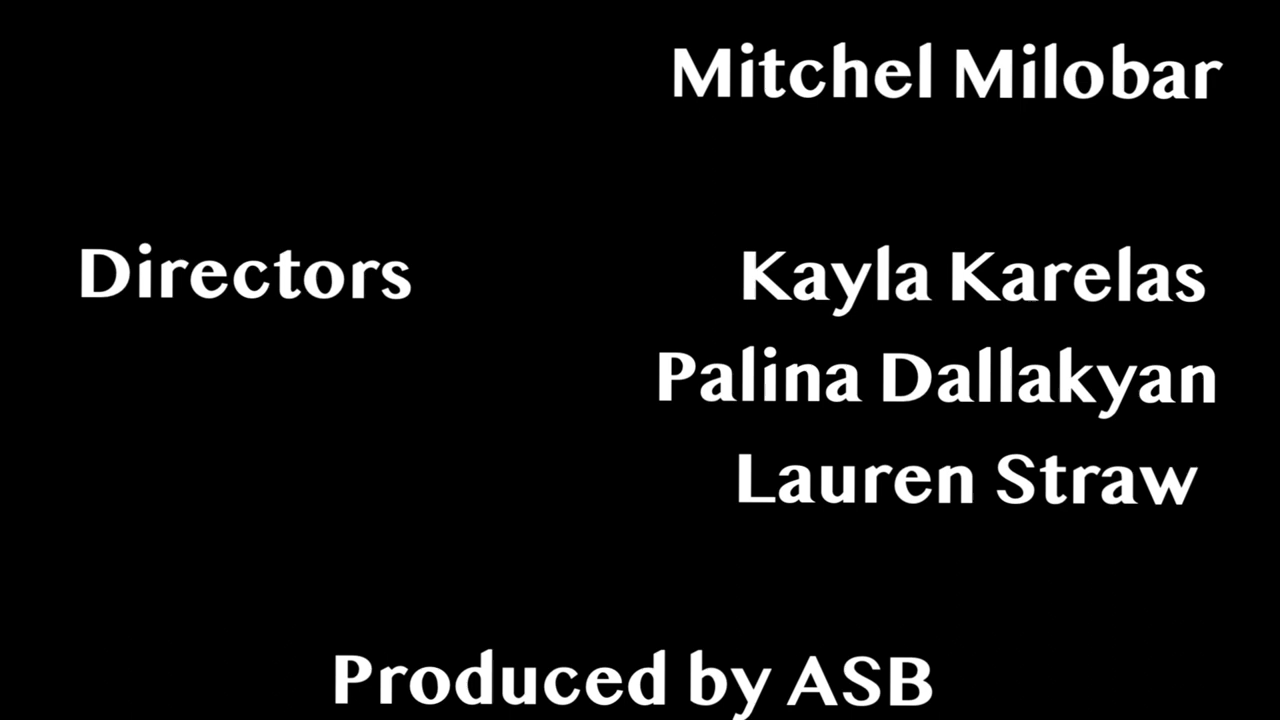 Mitchel Milobar
Directors Kayla Karelas
Palina Dallakyan
Lauren Straw
Produced by ASB